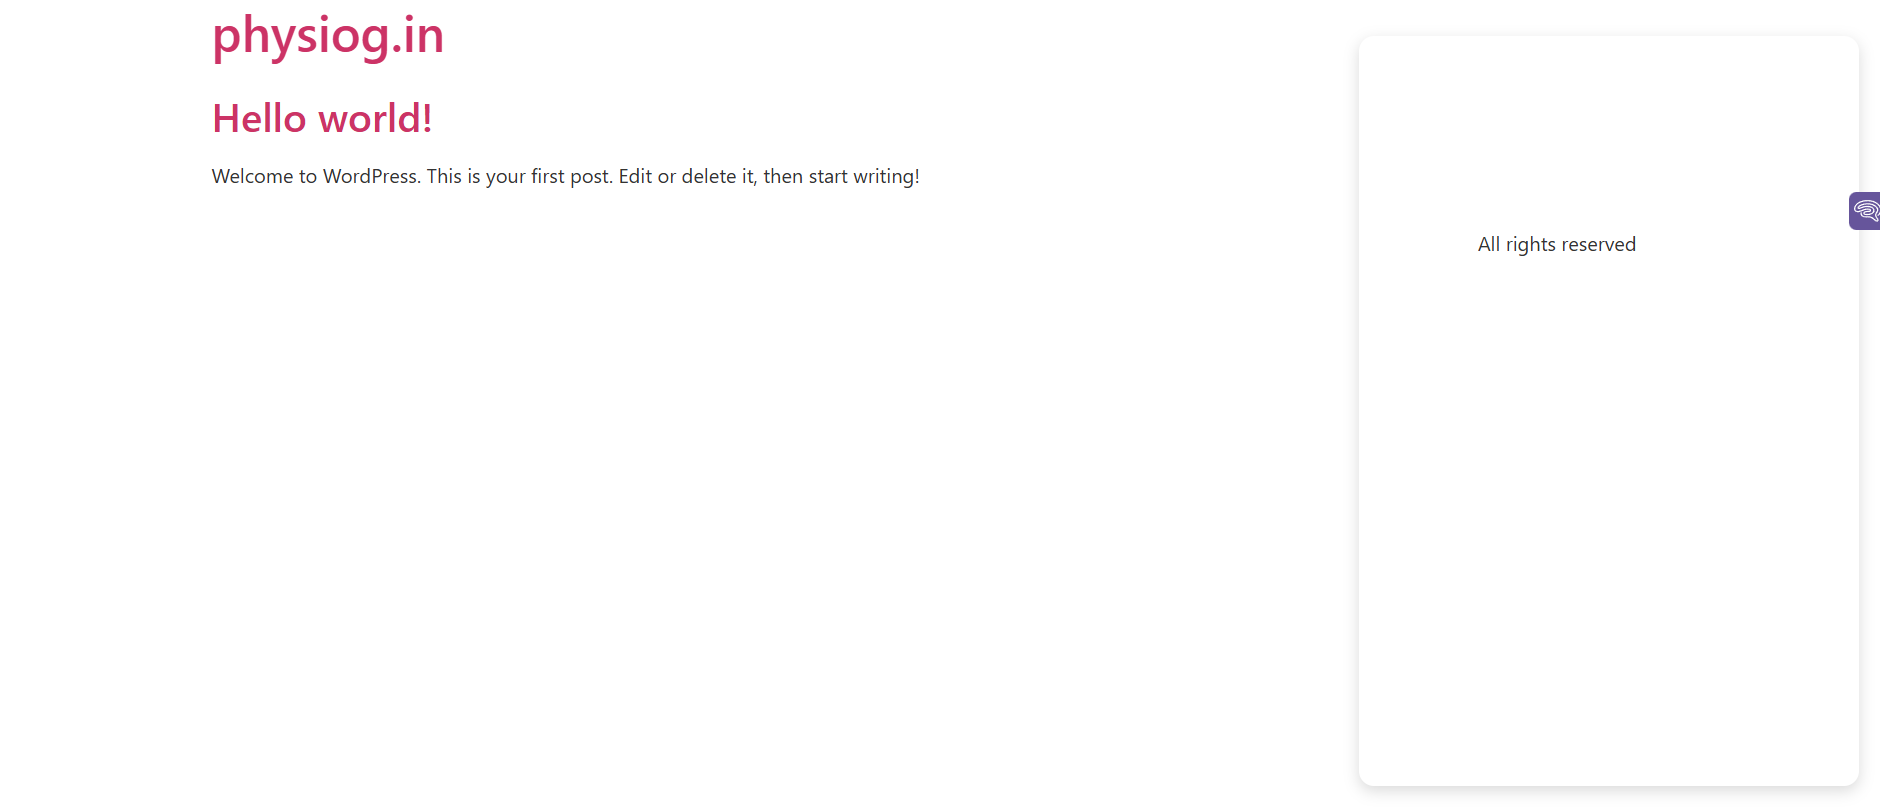 physiog.in
Hello world!
Welcome to WordPress. This is your first post. Edit or delete it, then start writing!
All rights reserved